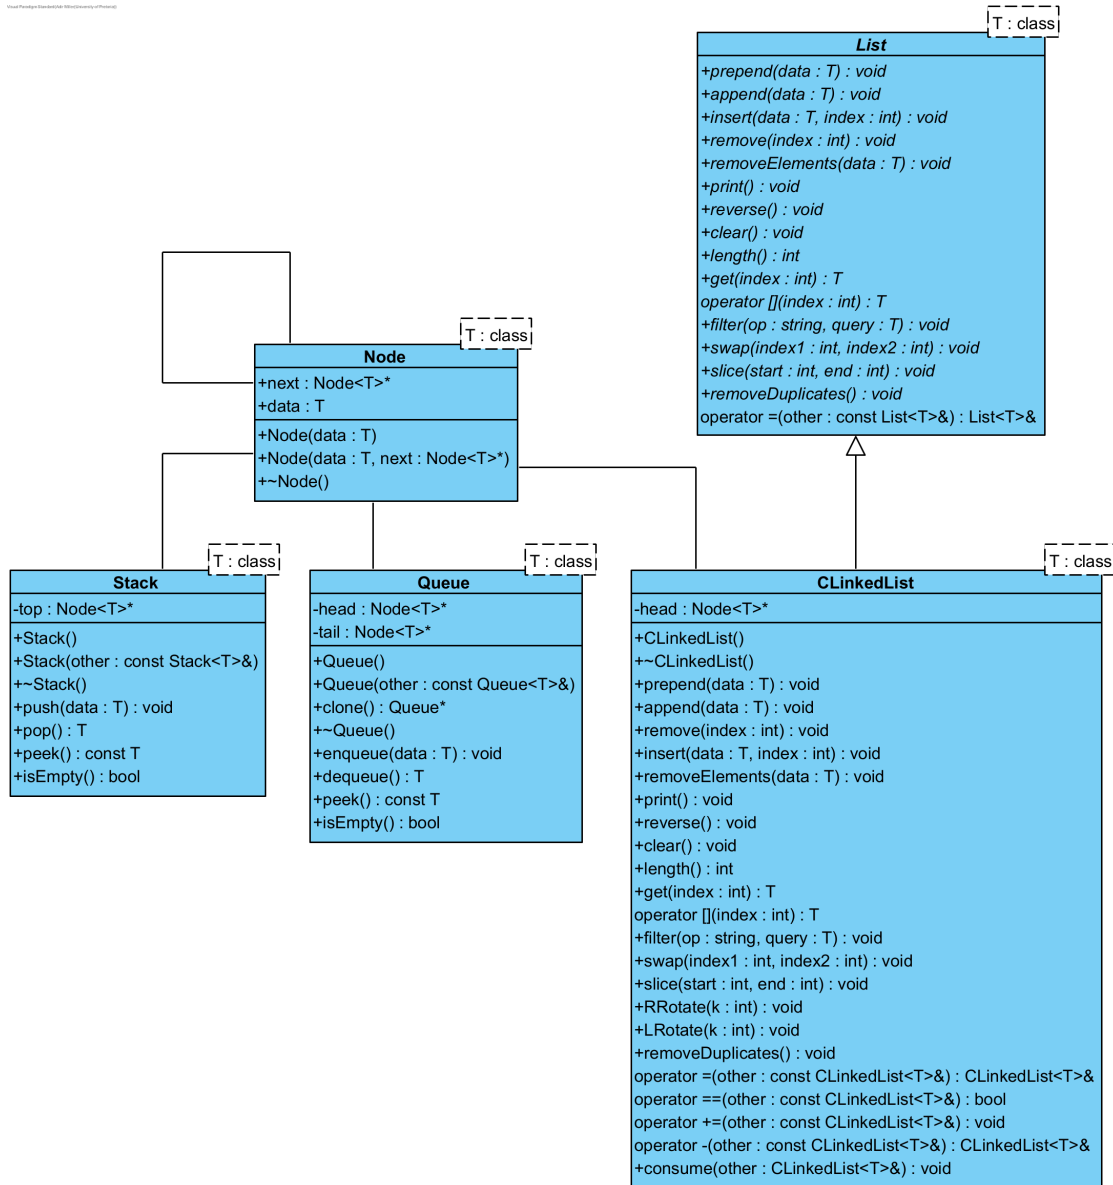 Visual Paradigm Standard(Adir Miller(University of Pretoria))
T : class
List
+prepend(data : T) : void
+append(data : T) : void
+insert(data : T, index : int) : void
+remove(index : int) : void
+removeElements(data : T) : void
+print() : void
+reverse() : void
+clear() : void
+length() : int
+get(index : int) : T
operator [](index : int) : T
+filter(op : string, query : T) : void
+swap(index1 : int, index2 : int) : void
+slice(start : int, end : int) : void
+removeDuplicates() : void
operator =(other : const List<T>&) : List<T>&
T : class
Node
+next : Node<T>*
+data : T
+Node(data : T)
+Node(data : T, next : Node<T>*)
+~Node()
T : class
Stack
-top : Node<T>*
+Stack()
+Stack(other : const Stack<T>&)
+~Stack()
+push(data : T) : void
+pop() : T
+peek() : const T
+isEmpty() : bool
T : class
Queue
-head : Node<T>*
-tail : Node<T>*
+Queue()
+Queue(other : const Queue<T>&)
+clone() : Queue*
+~Queue()
+enqueue(data : T) : void
+dequeue() : T
+peek() : const T
+isEmpty() : bool
T : class
CLinkedList
-head : Node<T>*
+CLinkedList()
+~CLinkedList()
+prepend(data : T) : void
+append(data : T) : void
+remove(index : int) : void
+insert(data : T, index : int) : void
+removeElements(data : T) : void
+print() : void
+reverse() : void
+clear() : void
+length() : int
+get(index : int) : T
operator [](index : int) : T
+filter(op : string, query : T) : void
+swap(index1 : int, index2 : int) : void
+slice(start : int, end : int) : void
+RRotate(k : int) : void
+LRotate(k : int) : void
+removeDuplicates() : void
operator =(other : const CLinkedList<T>&) : CLinkedList<T>&
operator ==(other : const CLinkedList<T>&) : bool
operator +=(other : const CLinkedList<T>&) : void
operator -(other : const CLinkedList<T>&) : CLinkedList<T>&
+consume(other : CLinkedList<T>&) : void